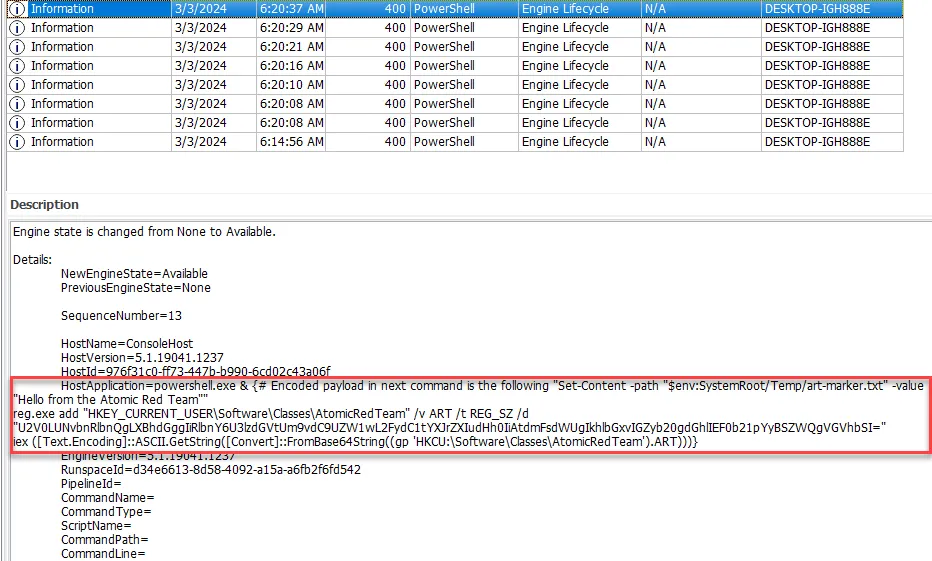 Information 3/3/2024 6:20:37 AM 400 PowerShell Engine Lifecycle N/A DESKTOP-IGH888E
Information 3/3/2024 6:20:29 AM 400 PowerShell Engine Lifecycle N/A DESKTOP-IGH888E
Information 3/3/2024 6:20:21 AM 400 PowerShell Engine Lifecycle N/A DESKTOP-IGH888E
Information 3/3/2024 6:20:16 AM 400 PowerShell Engine Lifecycle N/A DESKTOP-IGH888E
Information 3/3/2024 6:20:10 AM 400 PowerShell Engine Lifecycle N/A DESKTOP-IGH888E
Information 3/3/2024 6:20:08 AM 400 PowerShell Engine Lifecycle N/A DESKTOP-IGH888E
Information 3/3/2024 6:20:08 AM 400 PowerShell Engine Lifecycle N/A DESKTOP-IGH888E
Information 3/3/2024 6:14:56 AM 400 PowerShell Engine Lifecycle N/A DESKTOP-IGH888E
Description
Engine state is changed from None to Available.
Details:
NewEngineState=Available
PreviousEngineState=None
SequenceNumber=13
HostName=ConsoleHost
HostVersion=5.1.19041.1237
HostId=976f31c0-ff73-447b-b990-6cd02c43a06f
HostApplication=powershell.exe & {# Encoded payload in next command is the following "Set-Content -path "$env:SystemRoot/Temp/art-marker.txt" -value
"Hello from the Atomic Red Team""
reg.exe add "HKEY_CURRENT_USER\Software\Classes\AtomicRedTeam" /v ART /t REG_SZ /d
"U2V0LUNvbnRlbnQgLXBhdGggIiRlbnY6U3lzdGVtUm9vdC9UZW1wL2FydC1tYXJrZXIudHh0IiAtdmFsdWUgIkhlbGxvIGZyb20gdGhlIEF0b21pYyBSZWQgVGVhbSI="
iex ([Text.Encoding]::ASCII.GetString([Convert]::FromBase64String((gp 'HKCU:\Software\Classes\AtomicRedTeam').ART)))}
EngineVersion=5.1.19041.1237
RunspaceId=d34e6613-8d58-4092-a15a-a6fb2f6fd542
PipelineId=
CommandName=
CommandType=
ScriptName=
CommandPath=
CommandLine=